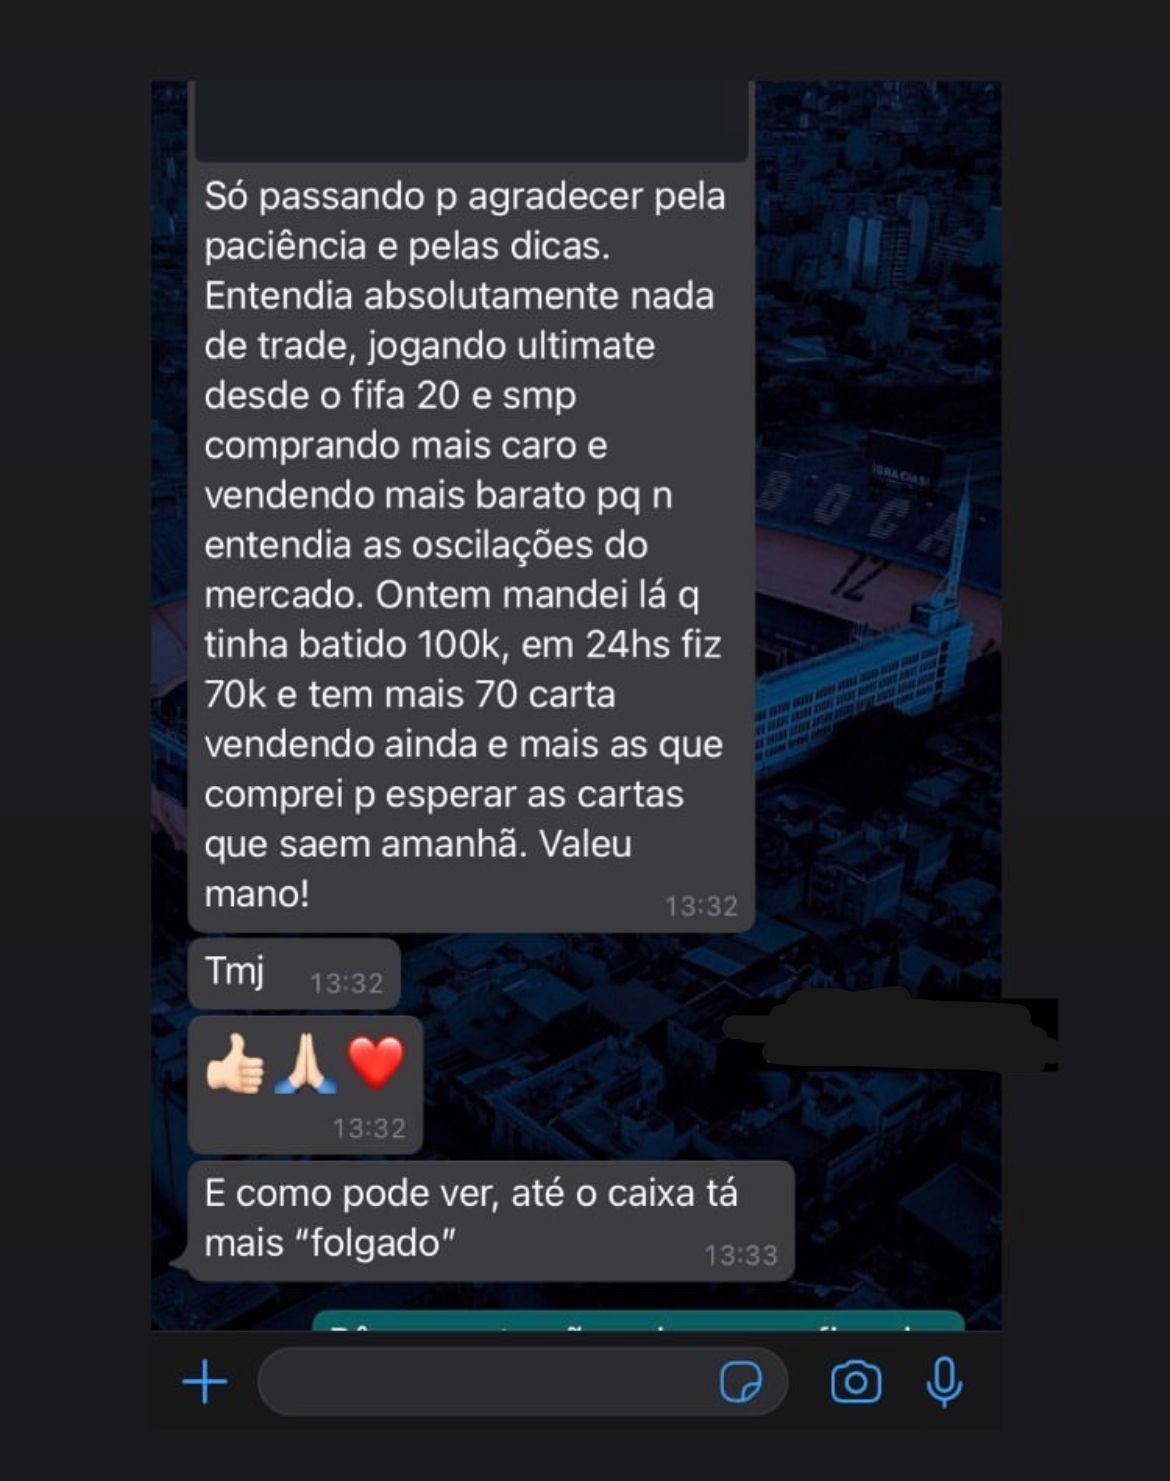 Só passando p agradecer pela
paciência e pelas dicas.
Entendia absolutamente nada
de trade, jogando ultimate
desde o fifa 20 e smp
comprando mais caro e
vendendo mais barato pq n
entendia as oscilações do
mercado. Ontem mandei lá q
tinha batido 100k, em 24hs fiz
70k e tem mais 70 carta
vendendo ainda e mais as que
comprei p esperar as cartas
que saem amanhã. Valeu
mano!
13:32
Tmj 13:32
13:32
E como pode ver, até o caixa tá
mais “folgado”
13:33
BOCA
12